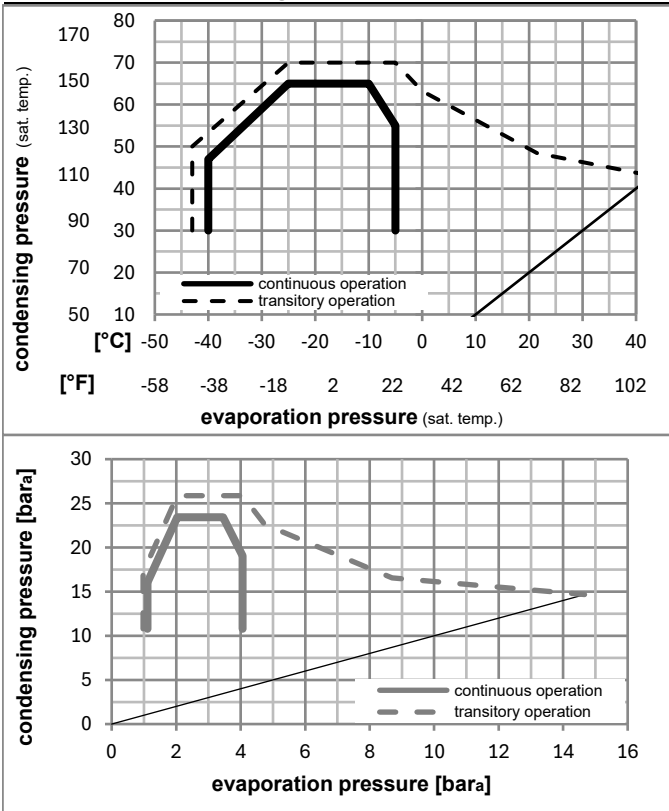 condensing pressure (sat. temp.)
170 80
150 70
60
130 50
110 40
90 30
70 20
50 10
continuous operation
transitory operation
[°C] -50 -40 -30 -20 -10 0 10 20 30 40
[°F] -58 -38 -18 2 22 42 62 82 102
evaporation pressure (sat. temp.)
condensing pressure [bara]
30
25
20
15
10
5
0
continuous operation
transitory operation
0 2 4 6 8 10 12 14 16
evaporation pressure [bara]